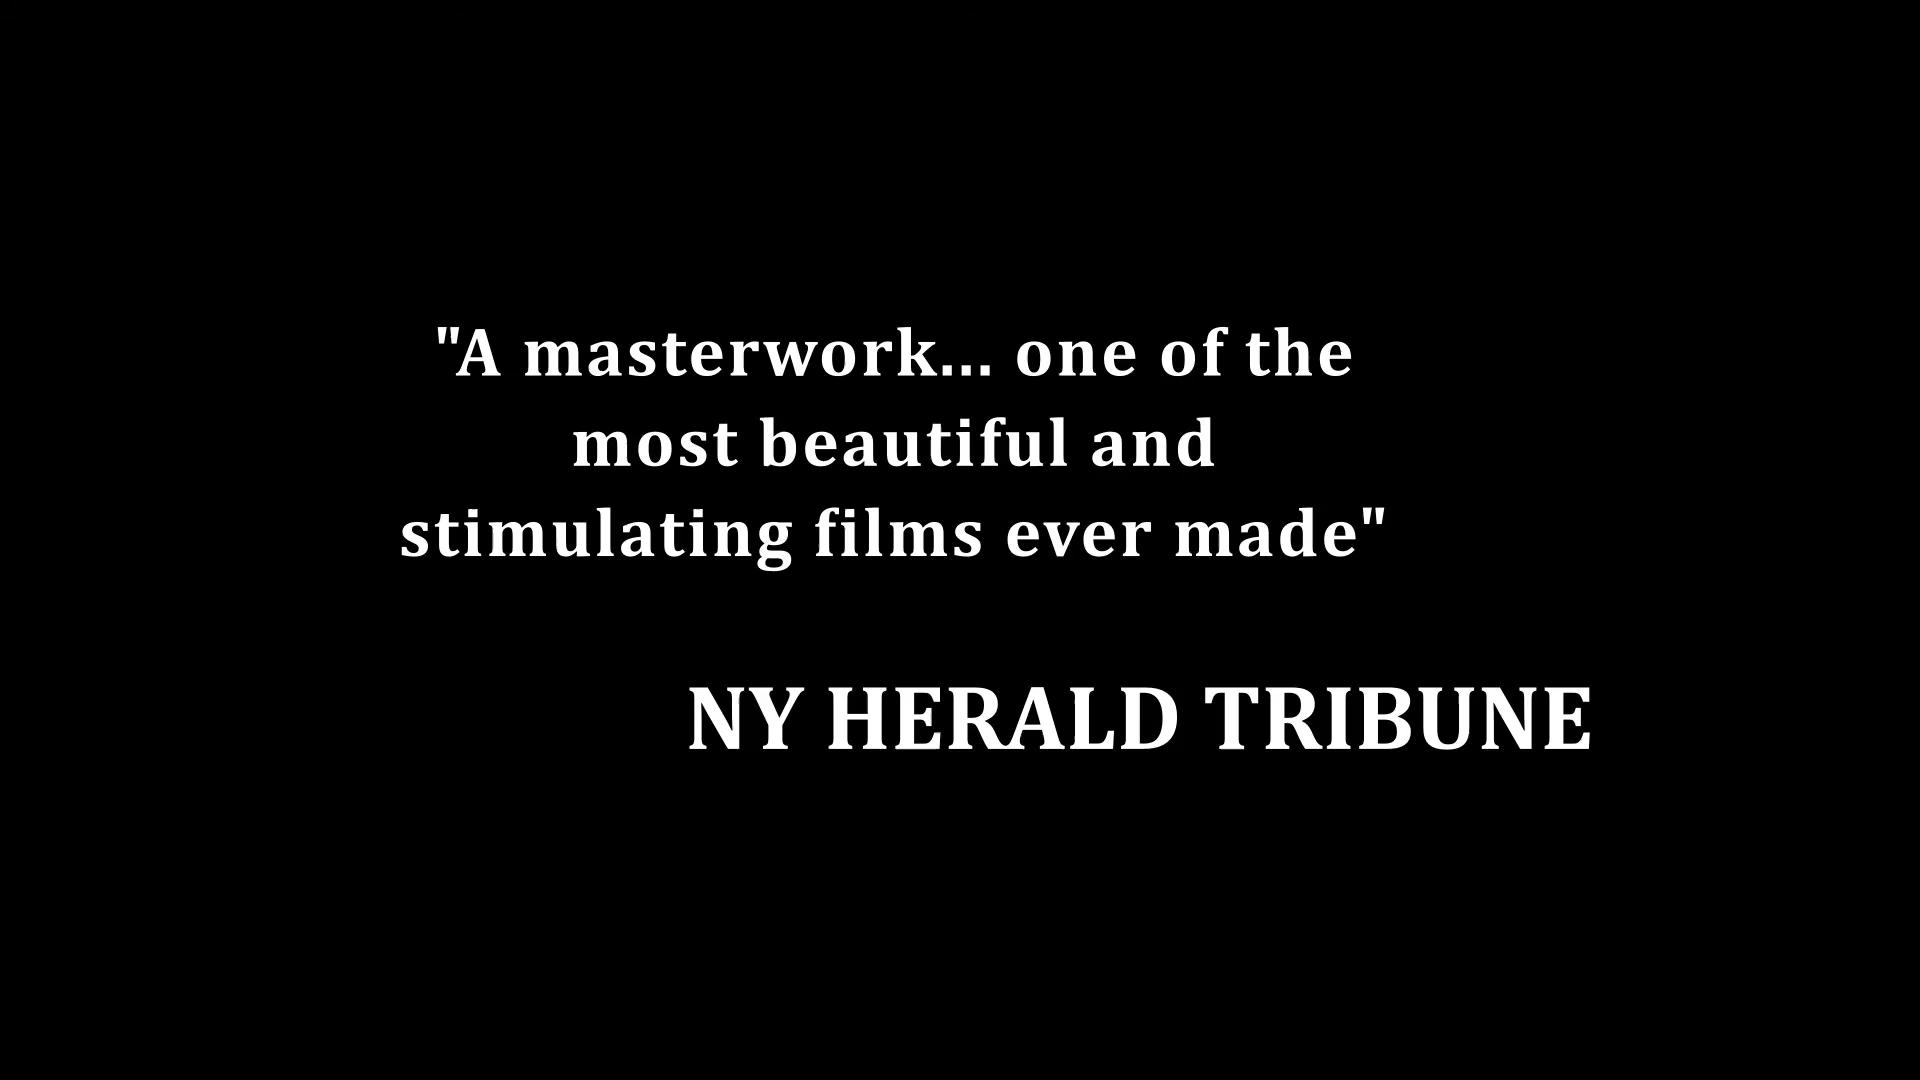 "A masterwork... one of the
most beautiful and
stimulating films ever made"
NY HERALD TRIBUNE